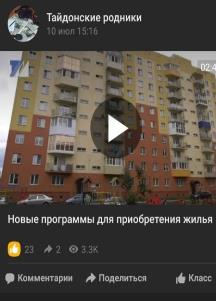 Тайдонские родники
10 июл 15:16
02:4
Новые программы для приобретения жилья
23 2 3.3K
Комментарии Поделиться Класс